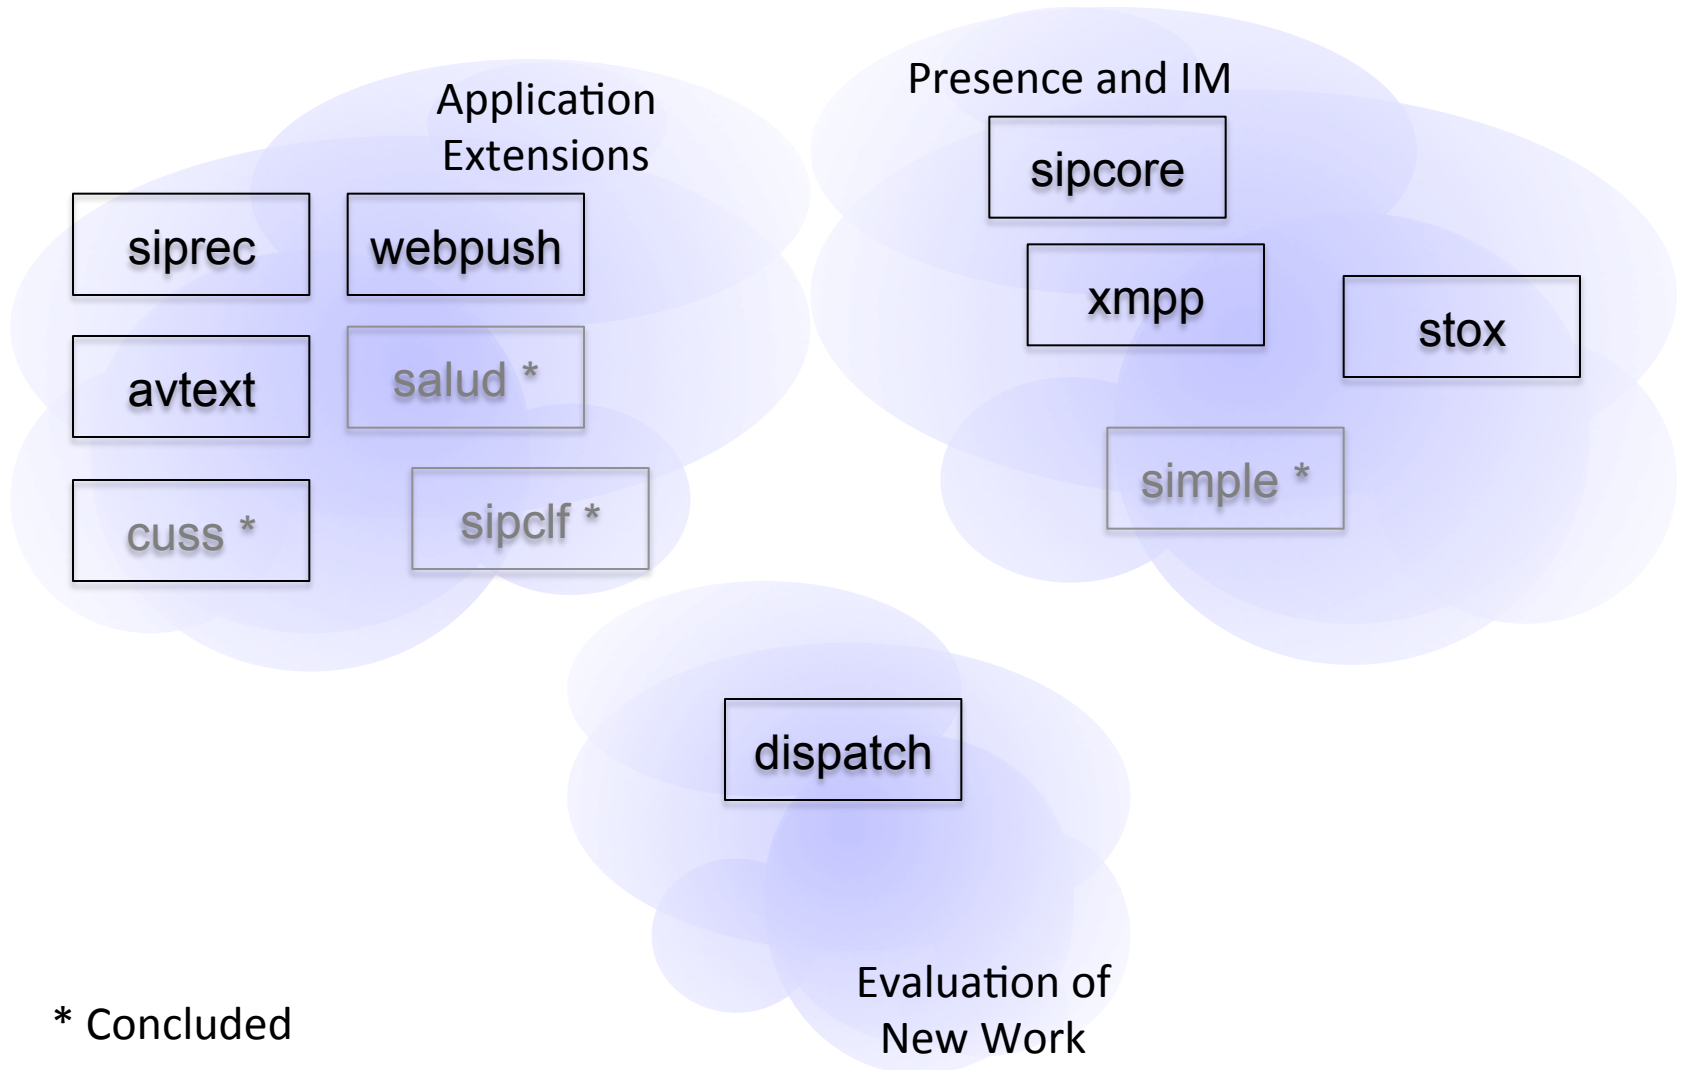 Application
Extensions
siprec
webpush
avtext
salud *
cuss *
sipclf *
Presence and IM
sipcore
xmpp
stox
simple *
dispatch
Evaluation of
New Work
* Concluded